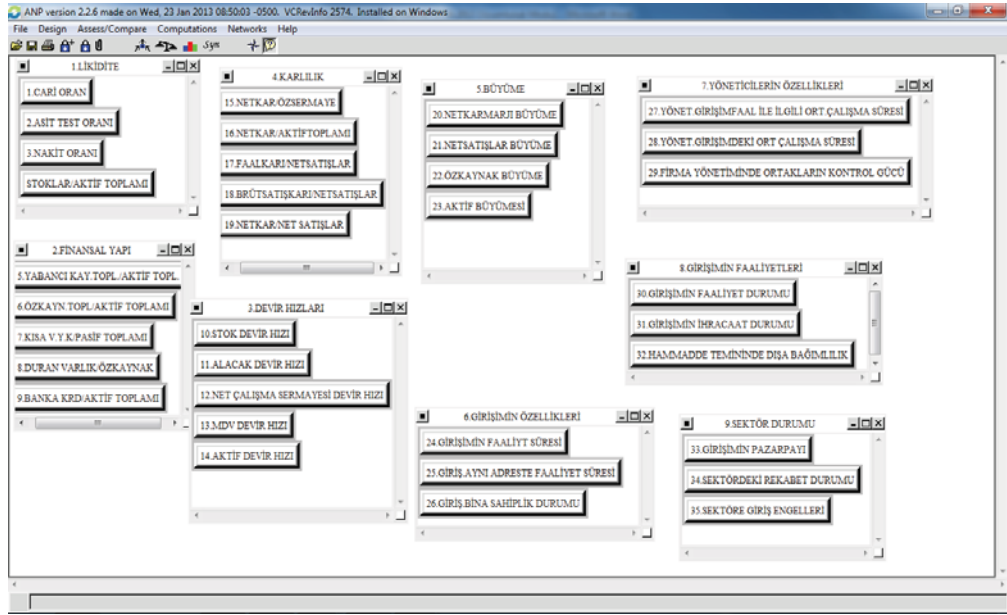 ANP version 2.2.6 made on Wed, 23 Jan 2013 08:50:03 -0500. VCRevInfo 2574. Installed on Windows
File Design Assess/Compare Computations Networks Help
Syn
1.LİKİDİTE
1.CARİ ORAN
2.ASİT TEST ORANI
3.NAKİT ORANI
STOKLAR/AKTİF TOPLAMI
2.FİNANSAL YAPI
5.YABANCI KAY.TOPL./AKTİF TOPL.
6.ÖZKAYN.TOPL/AKTİF TOPLAMI
7.KISA V.Y.K/PASİF TOPLAMI
8.DURAN VARLIK/ÖZKAYNAK
9.BANKA KRD/AKTİF TOPLAMI
4.KARLILIK
15.NETKAR/ÖZSERMAYE
16.NETKAR/AKTİFTOPLAMI
17.FAALKARI/NETSATIŞLAR
18.BRÜTSATIŞKARI/NETSATIŞLAR
19.NETKAR/NET SATIŞLAR
3.DEVİR HIZLARI
10.STOK DEVİR HIZI
11.ALACAK DEVİR HIZI
12.NET ÇALIŞMA SERMAYESİ DEVİR HIZI
13.MDV DEVİR HIZI
14.AKTİF DEVİR HIZI
5.BÜYÜME
20.NETKARMARJI BÜYÜME
21.NETSATIŞLAR BÜYÜME
22.ÖZKAYNAK BÜYÜME
23.AKTİF BÜYÜMESİ
6.GİRİŞİMİN ÖZELLİKLERİ
24.GİRİŞİMİN FAALİYT SÜRESİ
25.GİRİŞ.AYNI ADRESTE FAALİYET SÜRESİ
26.GİRİŞ.BİNA SAHİPLİK DURUMU
7.YÖNETİCİLERİN ÖZELLİKLERİ
27.YÖNET.GİRİŞİMFAAL İLE İLGİLİ ORT ÇALIŞMA SÜRESİ
28.YÖNET.GİRİŞİMDEKİ ORT ÇALIŞMA SÜRESİ
29.FİRMA YÖNETİMİNDE ORTAKLARIN KONTROL GÜCÜ
8.GİRİŞİMİN FAALİYETLERİ
30.GİRİŞİMİN FAALİYET DURUMU
31.GİRİŞİMİN İHRACAAT DURUMU
32.HAMMADDE TEMİNİNDE DIŞA BAĞIMLILIK
9.SEKTÖR DURUMU
33.GİRİŞİMİN PAZARPAYI
34.SEKTÖRDEKİ REKABET DURUMU
35.SEKTÖRE GİRİŞ ENGELLERİ